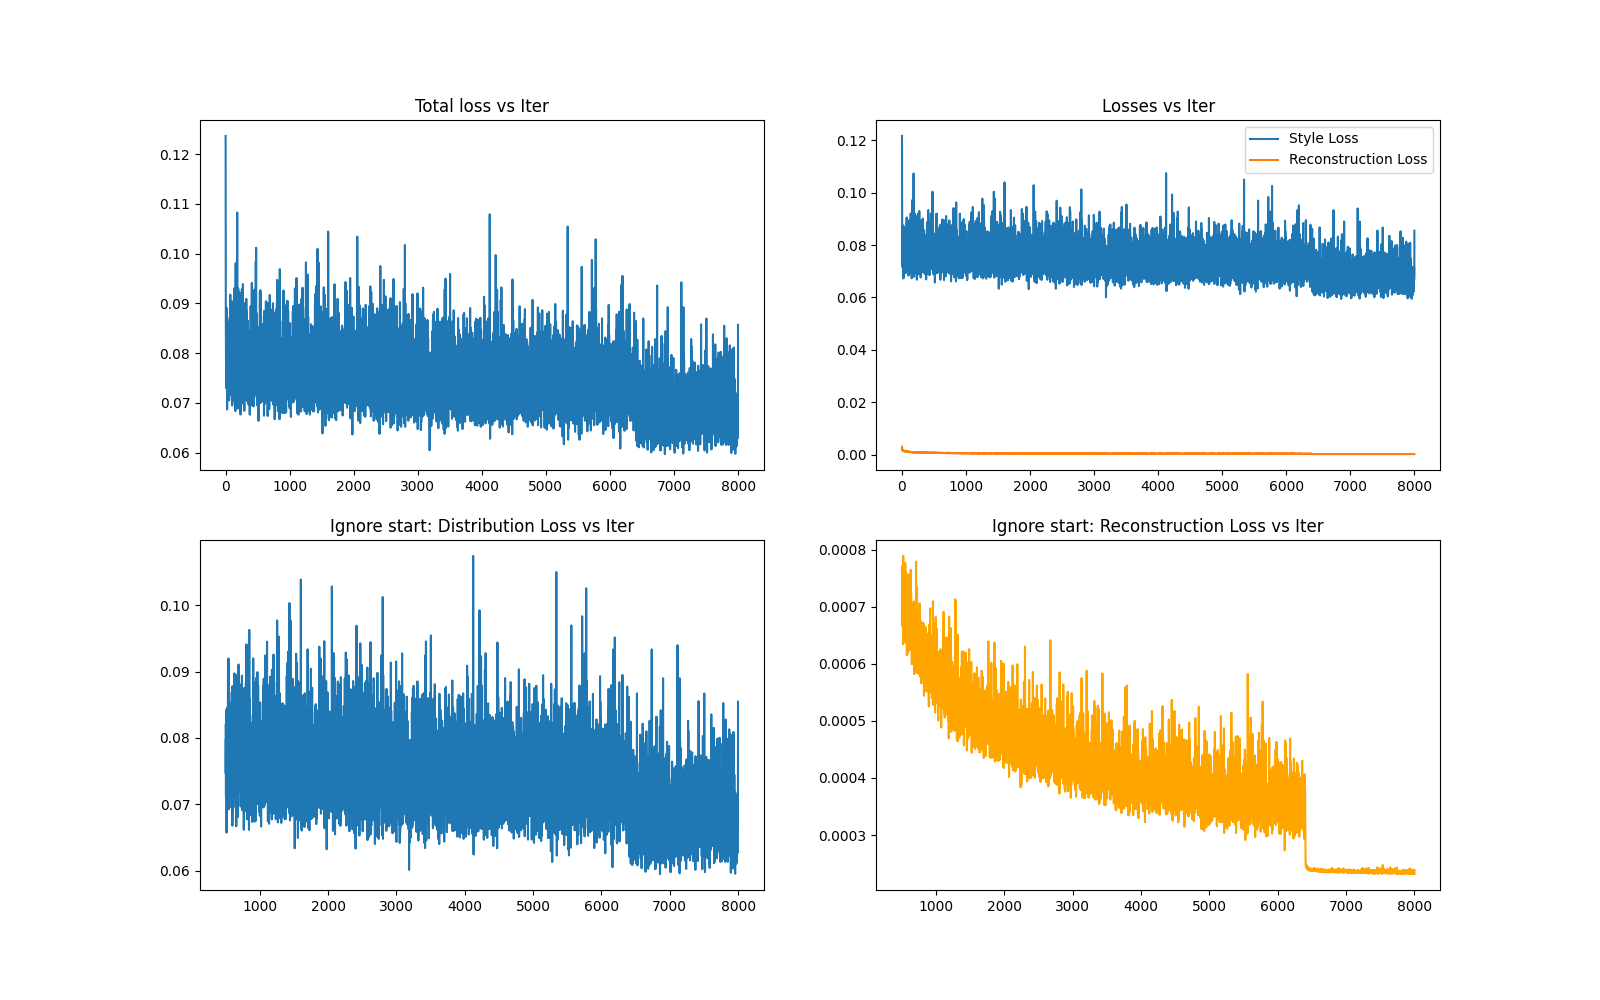 Total loss vs Iter
0.12
0.11
0.10
0.09
0.08
0.07
0.06
0 1000 2000 3000 4000 5000 6000 7000 8000
Losses vs Iter
Style Loss
Reconstruction Loss
0.12
0.10
0.08
0.06
0.04
0.02
0.00
0 1000 2000 3000 4000 5000 6000 7000 8000
Ignore start: Distribution Loss vs Iter
0.10
0.09
0.08
0.07
0.06
1000 2000 3000 4000 5000 6000 7000 8000
Ignore start: Reconstruction Loss vs Iter
0.0008
0.0007
0.0006
0.0005
0.0004
0.0003
1000 2000 3000 4000 5000 6000 7000 8000